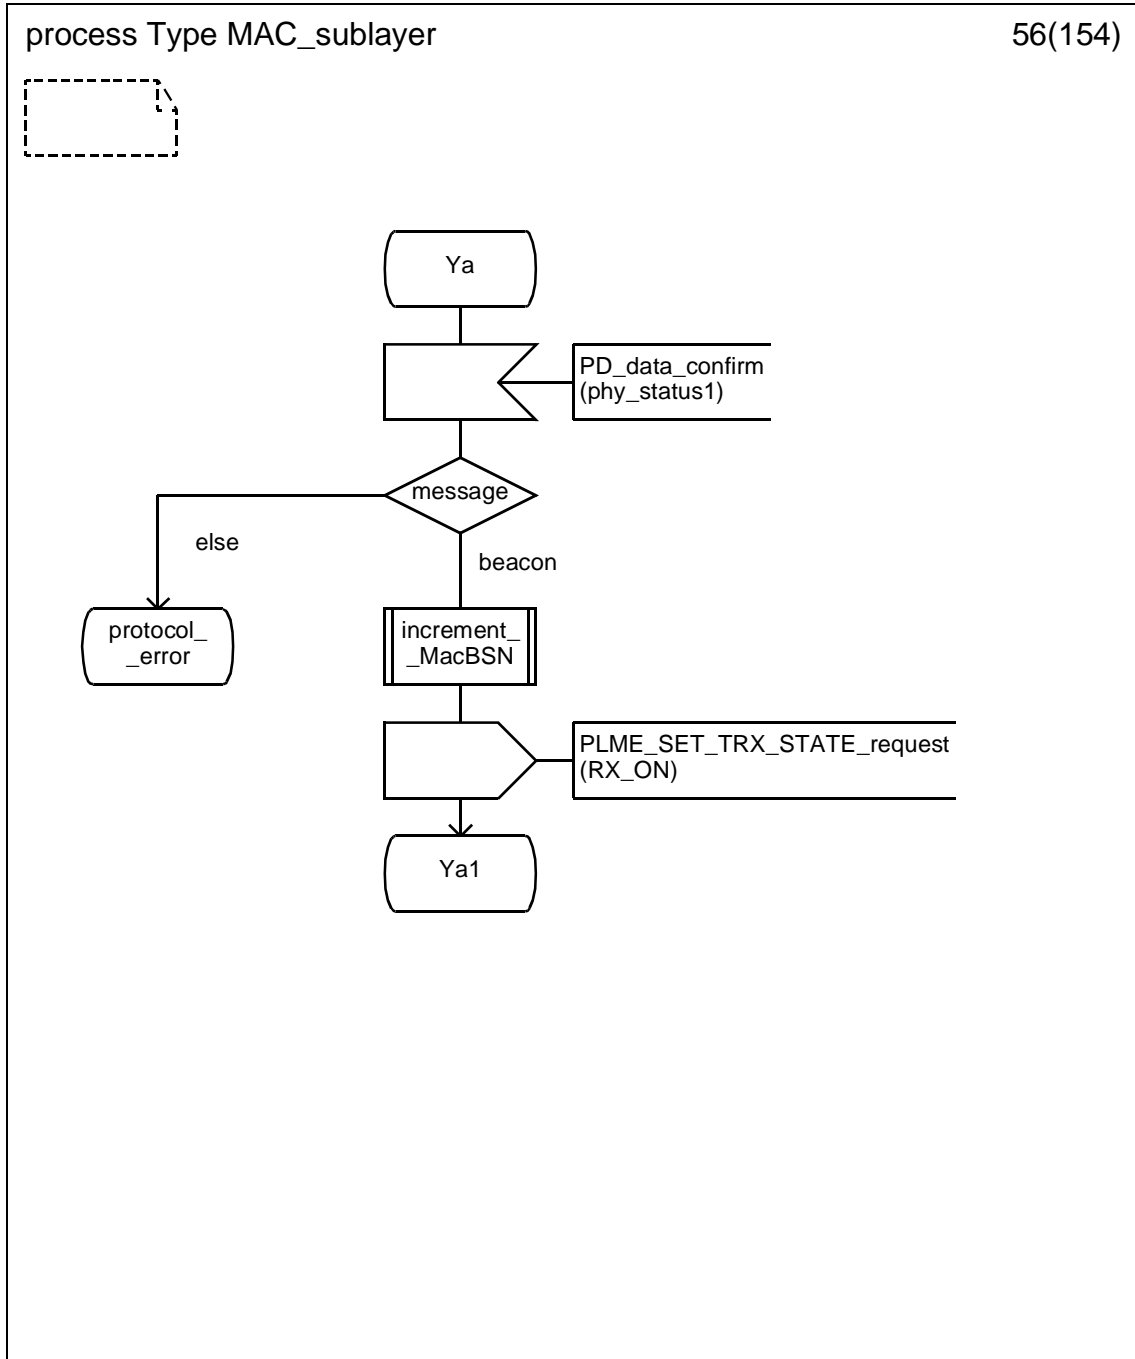 process Type MAC_sublayer
56(154)
Ya
PD_data_confirm
(phy_status1)
message
else
beacon
protocol_
_error
increment_
_MacBSN
PLME_SET_TRX_STATE_request
(RX_ON)
Ya1